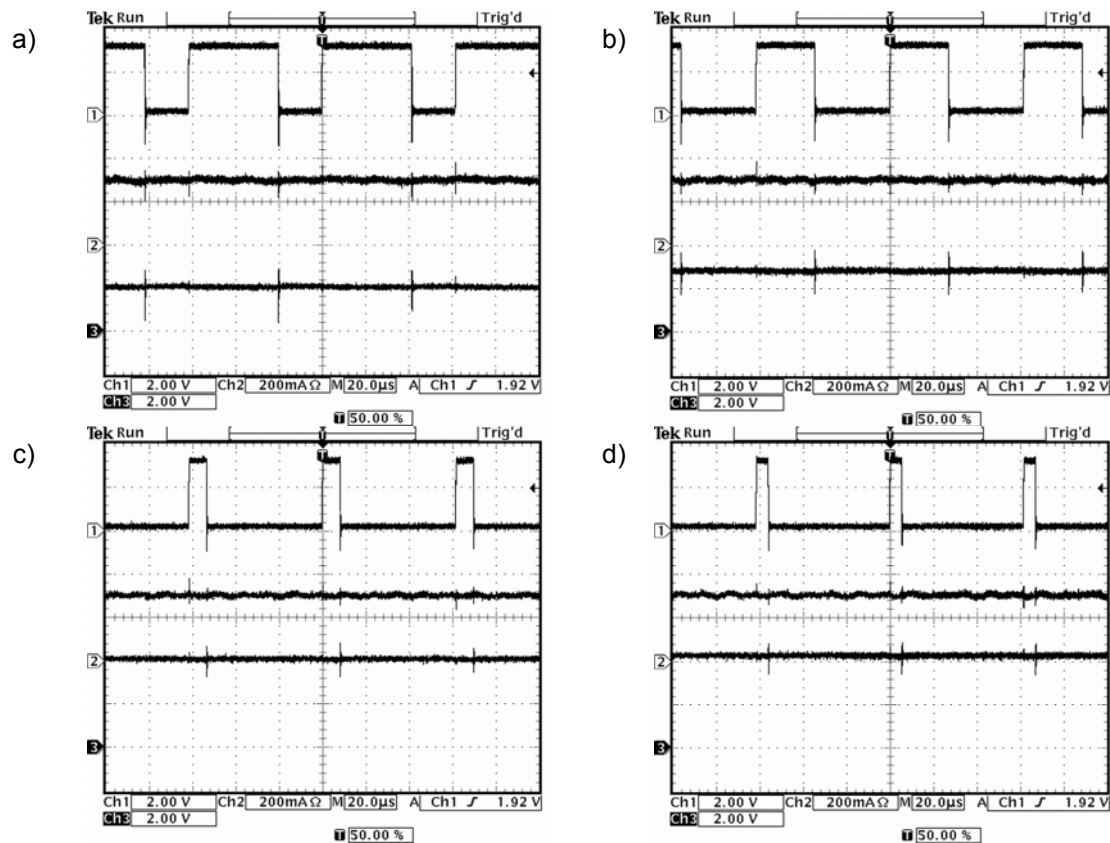 a)
Tek Run
Trig'd
T
1
2
3
Ch1 2.00 V Ch2 200mAΩ M 20.0µs A Ch1 ʃ 1.92 V
Ch3 2.00 V
T 50.00 %
b)
Tek Run
Trig'd
T
1
2
3
Ch1 2.00 V Ch2 200mAΩ M 20.0µs A Ch1 ʃ 1.92 V
Ch3 2.00 V
T 50.00 %
c)
Tek Run
Trig'd
T
1
2
3
Ch1 2.00 V Ch2 200mAΩ M 20.0µs A Ch1 ʃ 1.92 V
Ch3 2.00 V
T 50.00 %
d)
Tek Run
Trig'd
T
1
2
3
Ch1 2.00 V Ch2 200mAΩ M 20.0µs A Ch1 ʃ 1.92 V
Ch3 2.00 V
T 50.00 %